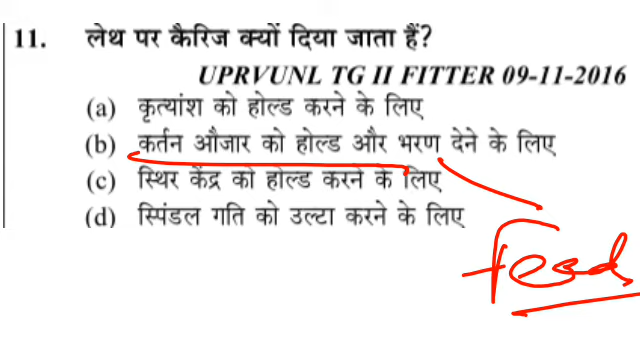 11. लेथ पर कैरिज क्यों दिया जाता हैं?
UPRVUNL TG II FITTER 09-11-2016
(a) कृत्यांश को होल्ड करने के लिए
(b) कर्तन औजार को होल्ड और भरण देने के लिए
(c) स्थिर केंद्र को होल्ड करने के लिए
(d) स्पिंडल गति को उल्टा करने के लिए
feed